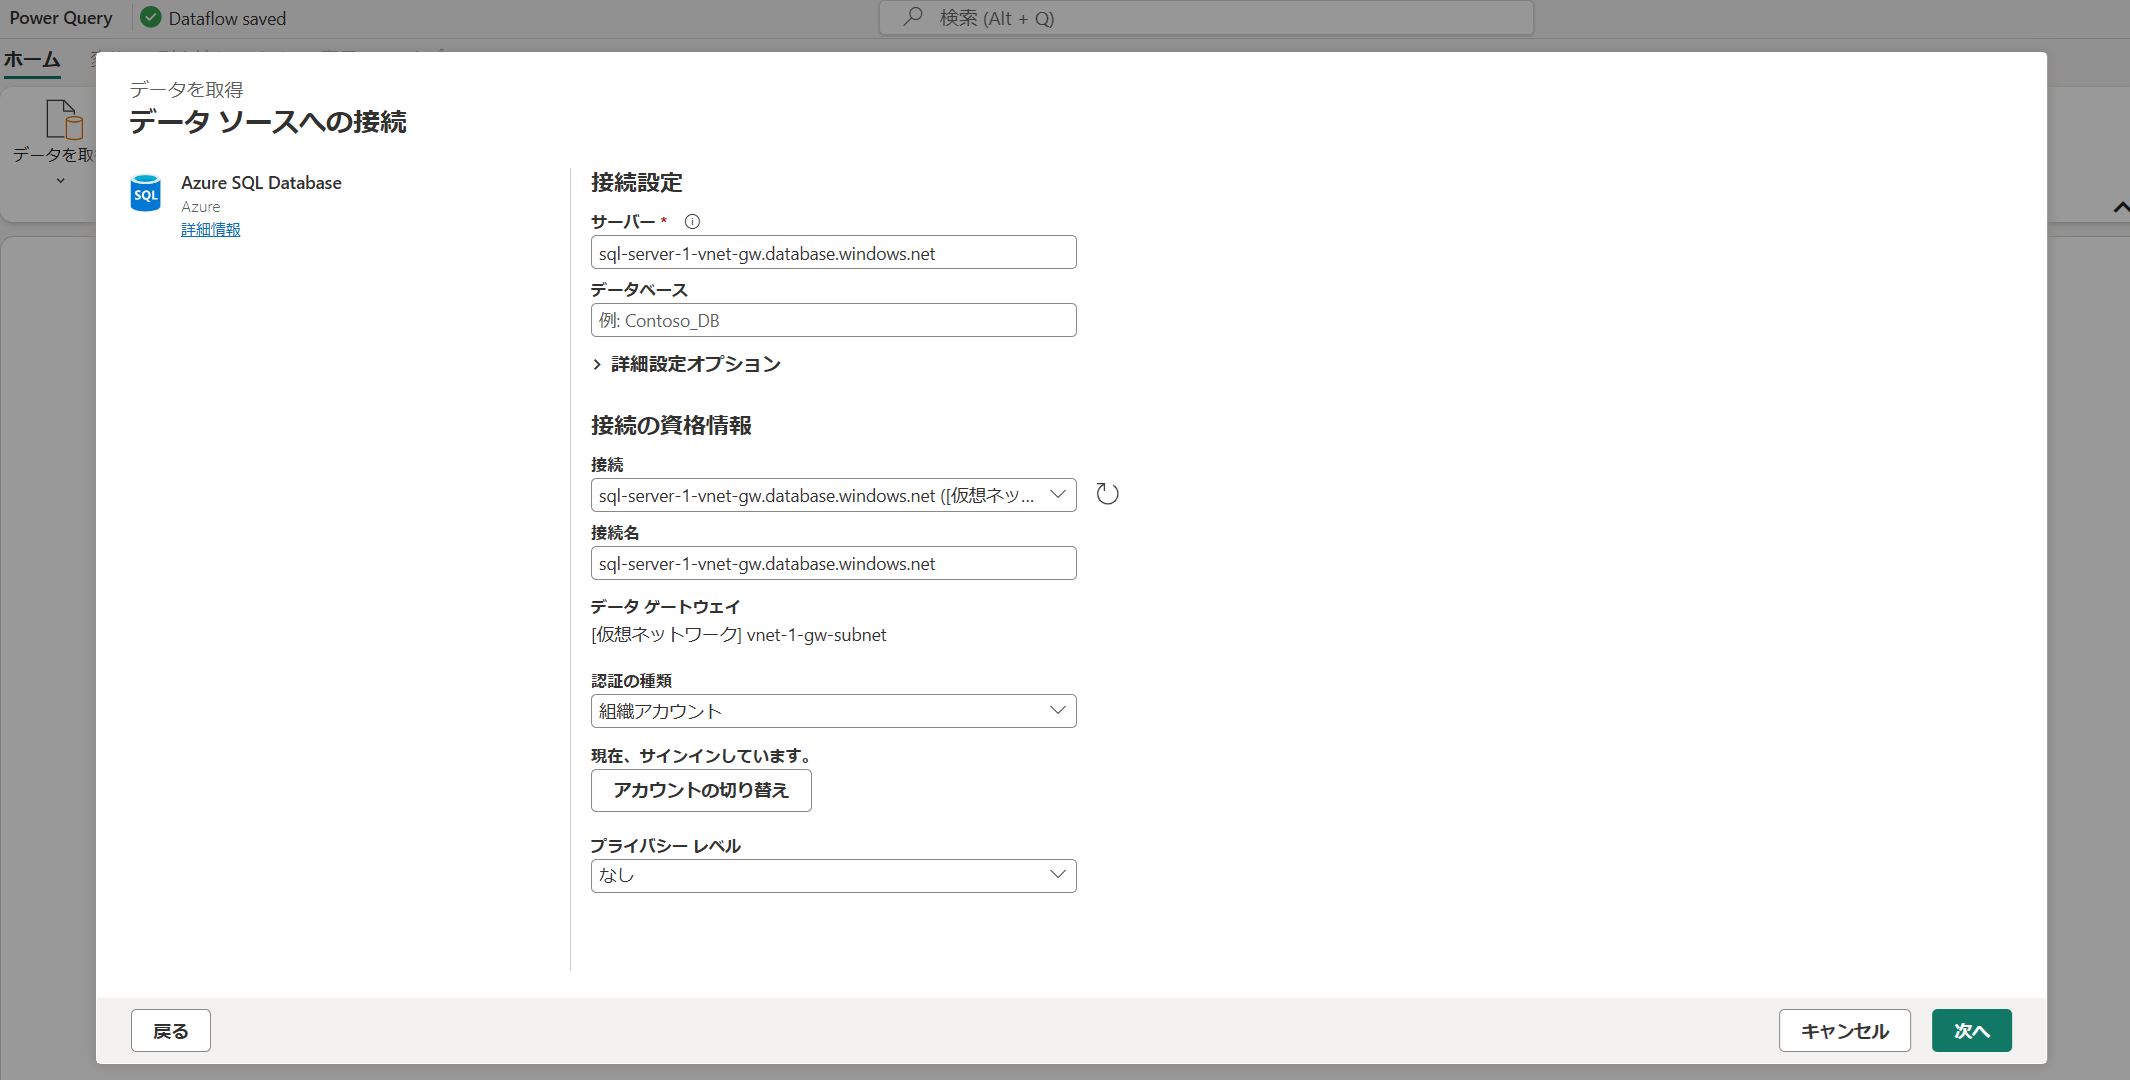 Power Query
Dataflow saved
検索 (Alt + Q)
ホーム
データを取
データを取得
データ ソースへの接続
SQL
Azure SQL Database
Azure
詳細情報
接続設定
サーバー *
sql-server-1-vnet-gw.database.windows.net
データベース
例: Contoso_DB
詳細設定オプション
接続の資格情報
接続
sql-server-1-vnet-gw.database.windows.net ([仮想ネッ...
接続名
sql-server-1-vnet-gw.database.windows.net
データ ゲートウェイ
[仮想ネットワーク] vnet-1-gw-subnet
認証の種類
組織アカウント
現在、サインインしています。
アカウントの切り替え
プライバシー レベル
なし
戻る
キャンセル
次へ